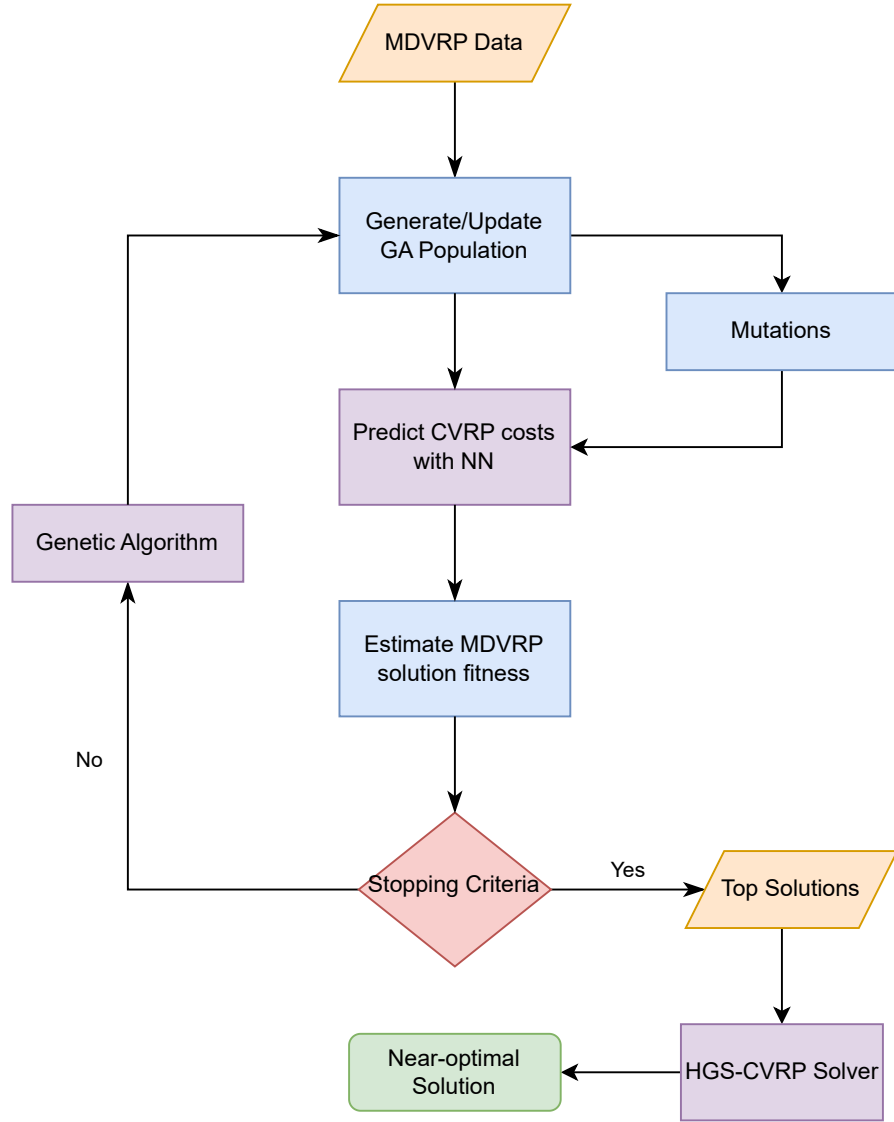 MDVRP Data
Generate/Update
GA Population
Mutations
Predict CVRP costs
with NN
Genetic Algorithm
Estimate MDVRP
solution fitness
No
Stopping Criteria
Yes
Top Solutions
Near-optimal
Solution
HGS-CVRP Solver